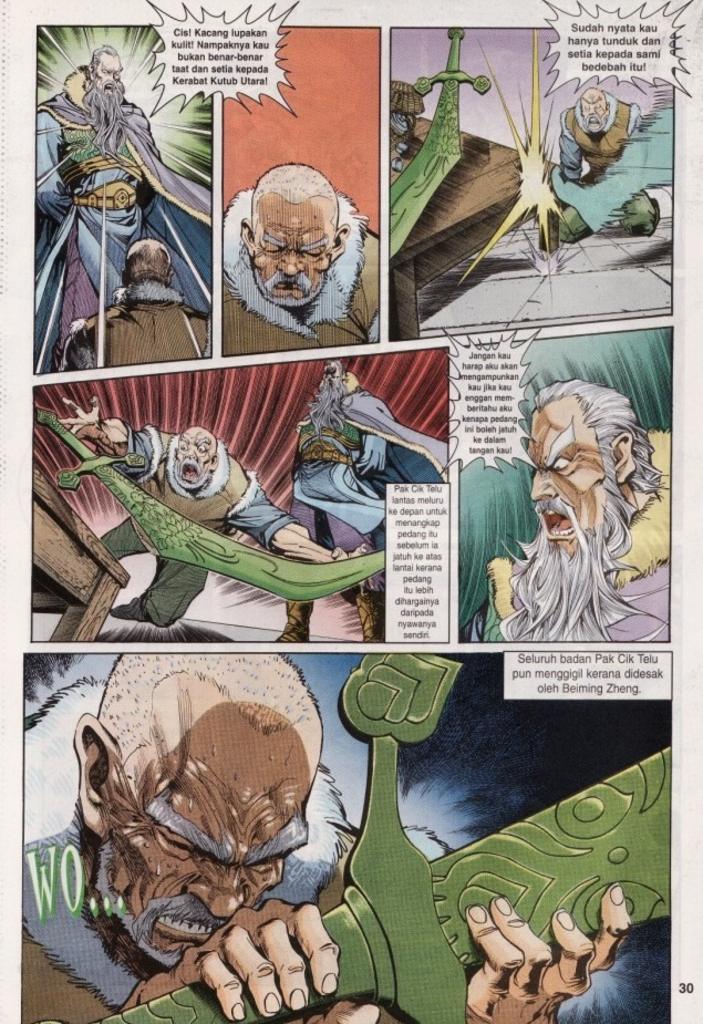 Cis! Kacang lupakan
kulit! Nampaknya kau
bukan benar-benar
taat dan setia kepada
Kerabat Kutub Utara!
Sudah nyata kau
hanya tunduk dan
setia kepada sami
bedebah itu!
Pak Cik Telu
lantas meluru
ke depan untuk
menangkap
pedang itu
sebelum ia
jatuh ke atas
lantai kerana
pedang
itu lebih
dihargainya
daripada
nyawanya
sendiri.
Jangan kau
harap aku akan
mengampunkan
kau jika kau
enggan mem-
beritahu aku
kenapa pedang
ini boleh jatuh
ke dalam
tangan kau!
Seluruh badan Pak Cik Telu
pun menggigil kerana didesak
oleh Beiming Zheng.
WO...
30